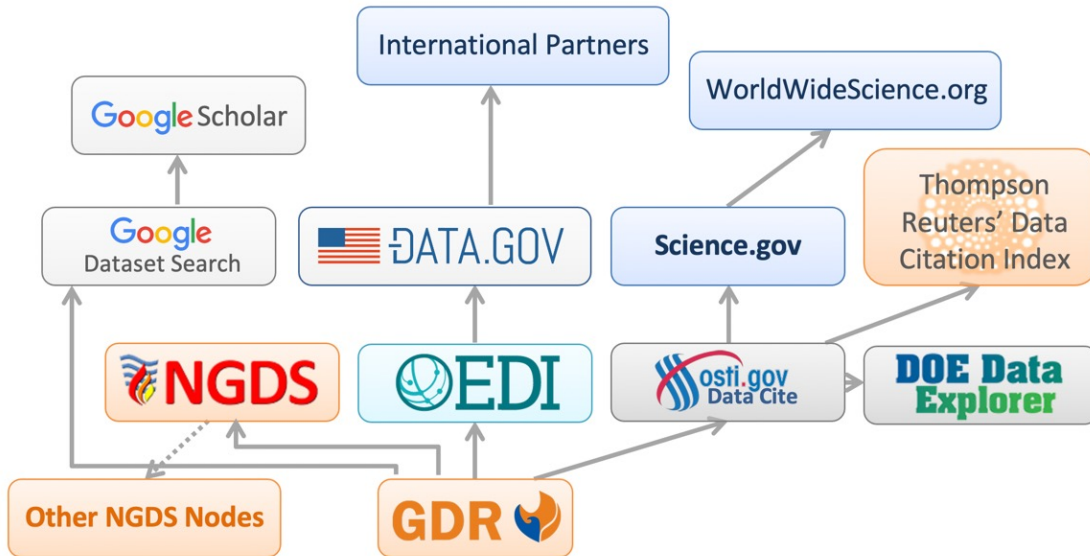 International Partners
WorldWideScience.org
Google Scholar
Thompson
Reuters’ Data
Citation Index
Google
Dataset Search
DATA.GOV
Science.gov
NGDS
OEDI
osti.gov
Data Cite
DOE Data
Explorer
Other NGDS Nodes
GDR